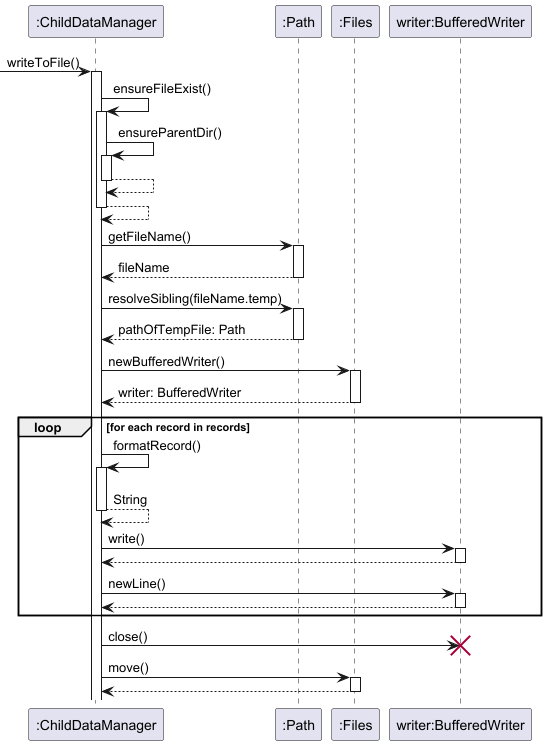 :ChildDataManager :Path :Files writer:BufferedWriter
writeToFile()
ensureFileExist()
ensureParentDir()
getFileName()
fileName
resolveSibling(fileName.temp)
pathOfTempFile: Path
newBufferedWriter()
writer: BufferedWriter
loop [for each record in records]
formatRecord()
String
write()
newLine()
close()
move()
:ChildDataManager :Path :Files writer:BufferedWriter